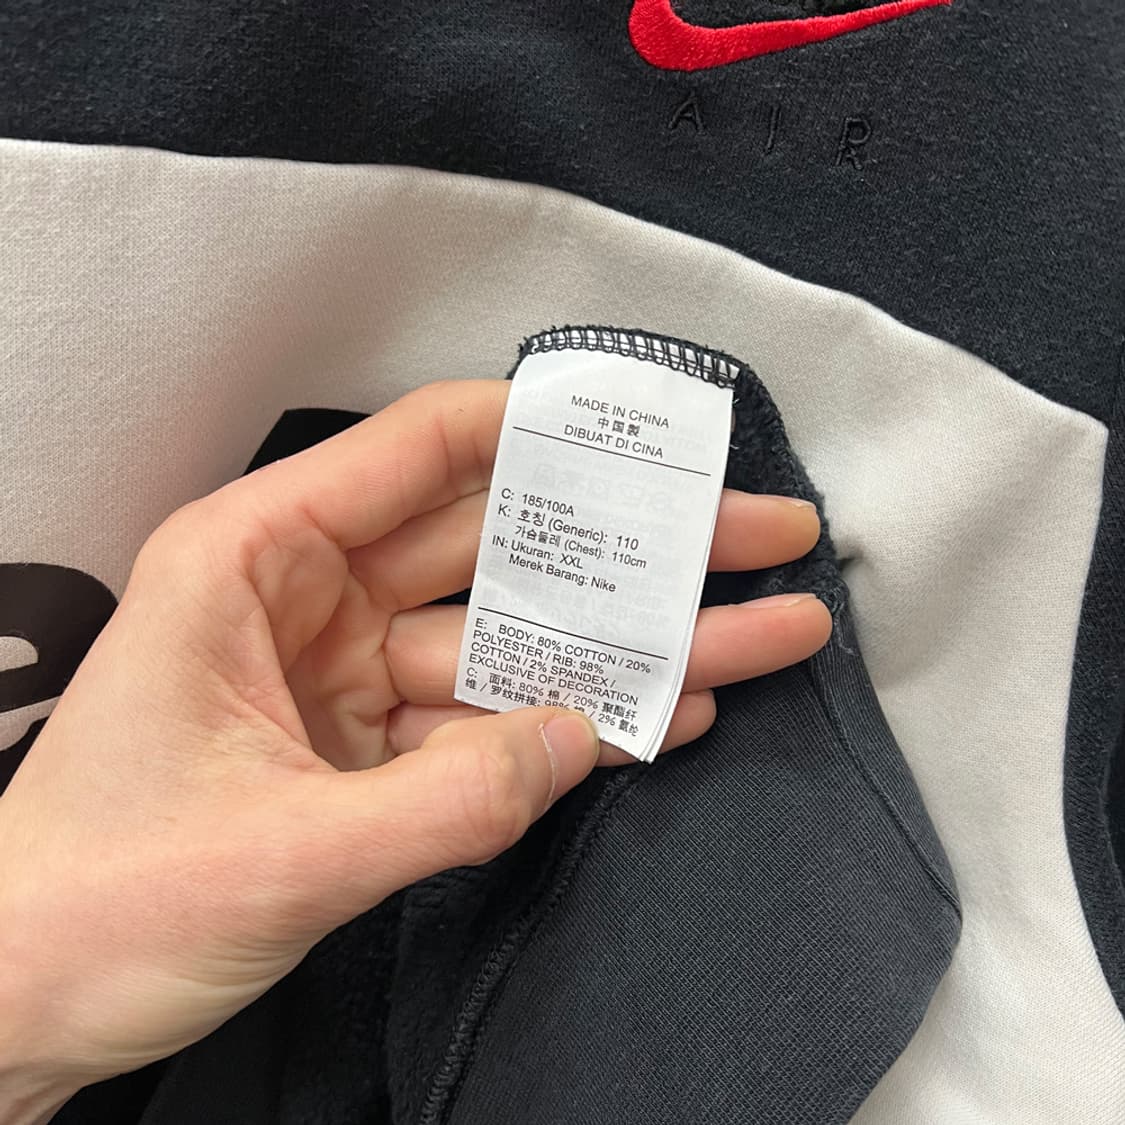 AIR
MADE IN CHINA
中国製
DIBUAT DI CINA
C: 185/100A
K: 호칭 (Generic): 110
가슴둘레 (Chest): 110cm
IN: Ukuran: XXL
Merek Barang: Nike
E: BODY: 80% COTTON / 20%
POLYESTER / RIB: 98%
COTTON / 2% SPANDEX /
EXCLUSIVE OF DECORATION
C: 面料: 80% 棉 / 20% 聚酯纤
维 / 罗纹拼接: 98% 棉 / 2% 氨纶